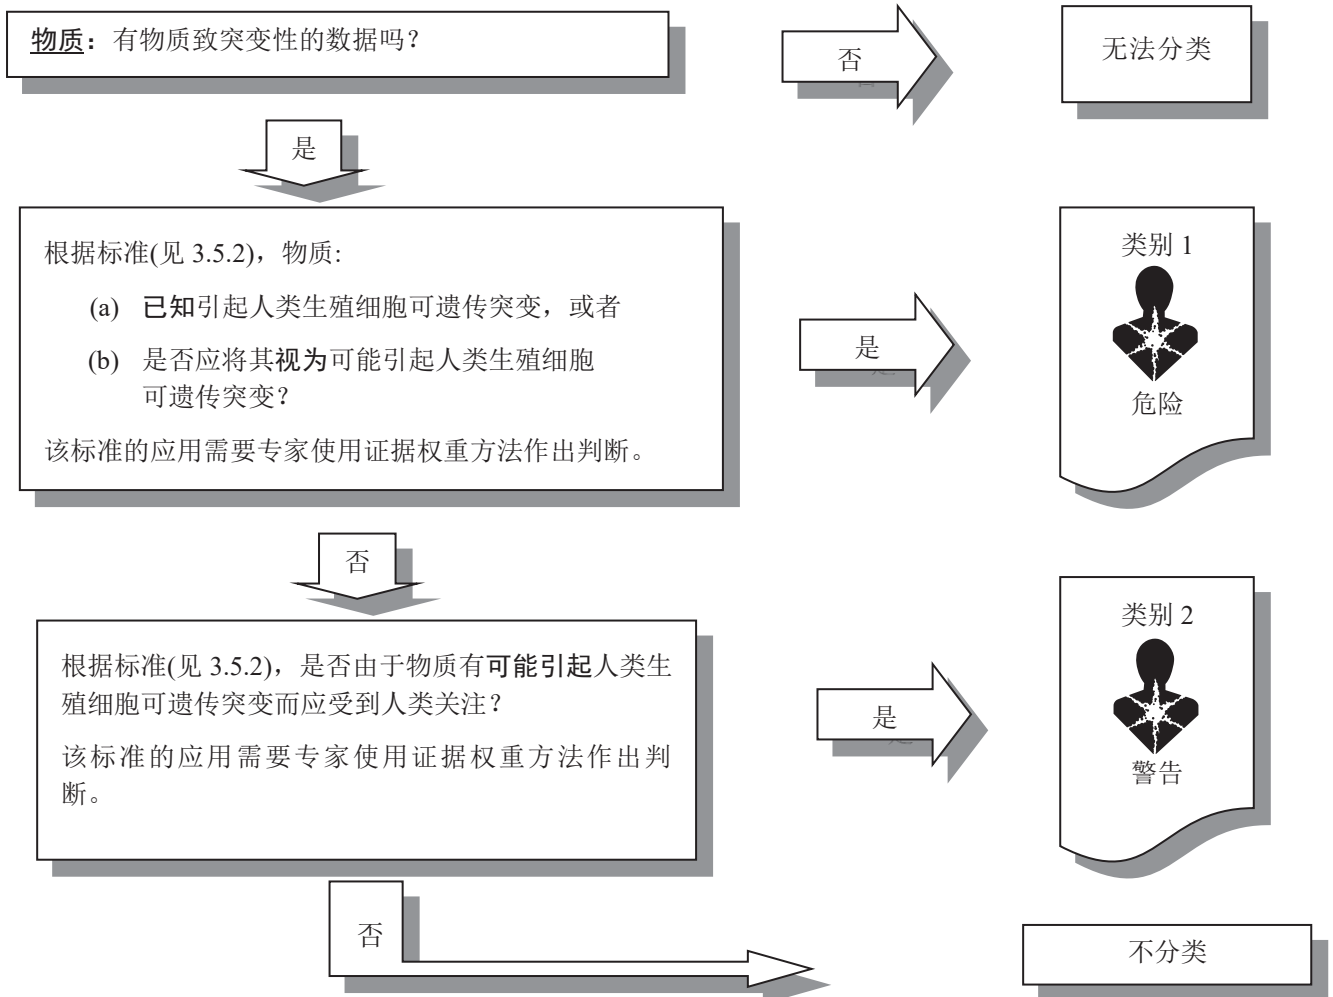 物质：有物质致突变性的数据吗？
否
无法分类
是
根据标准(见 3.5.2)，物质:
(a) 已知引起人类生殖细胞可遗传突变，或者
(b) 是否应将其视为可能引起人类生殖细胞
可遗传突变？
该标准的应用需要专家使用证据权重方法作出判断。
是
类别 1
危险
否
根据标准(见 3.5.2)，是否由于物质有可能引起人类生
殖细胞可遗传突变而应受到人类关注？
该标准的应用需要专家使用证据权重方法作出判
断。
是
类别 2
警告
否
不分类